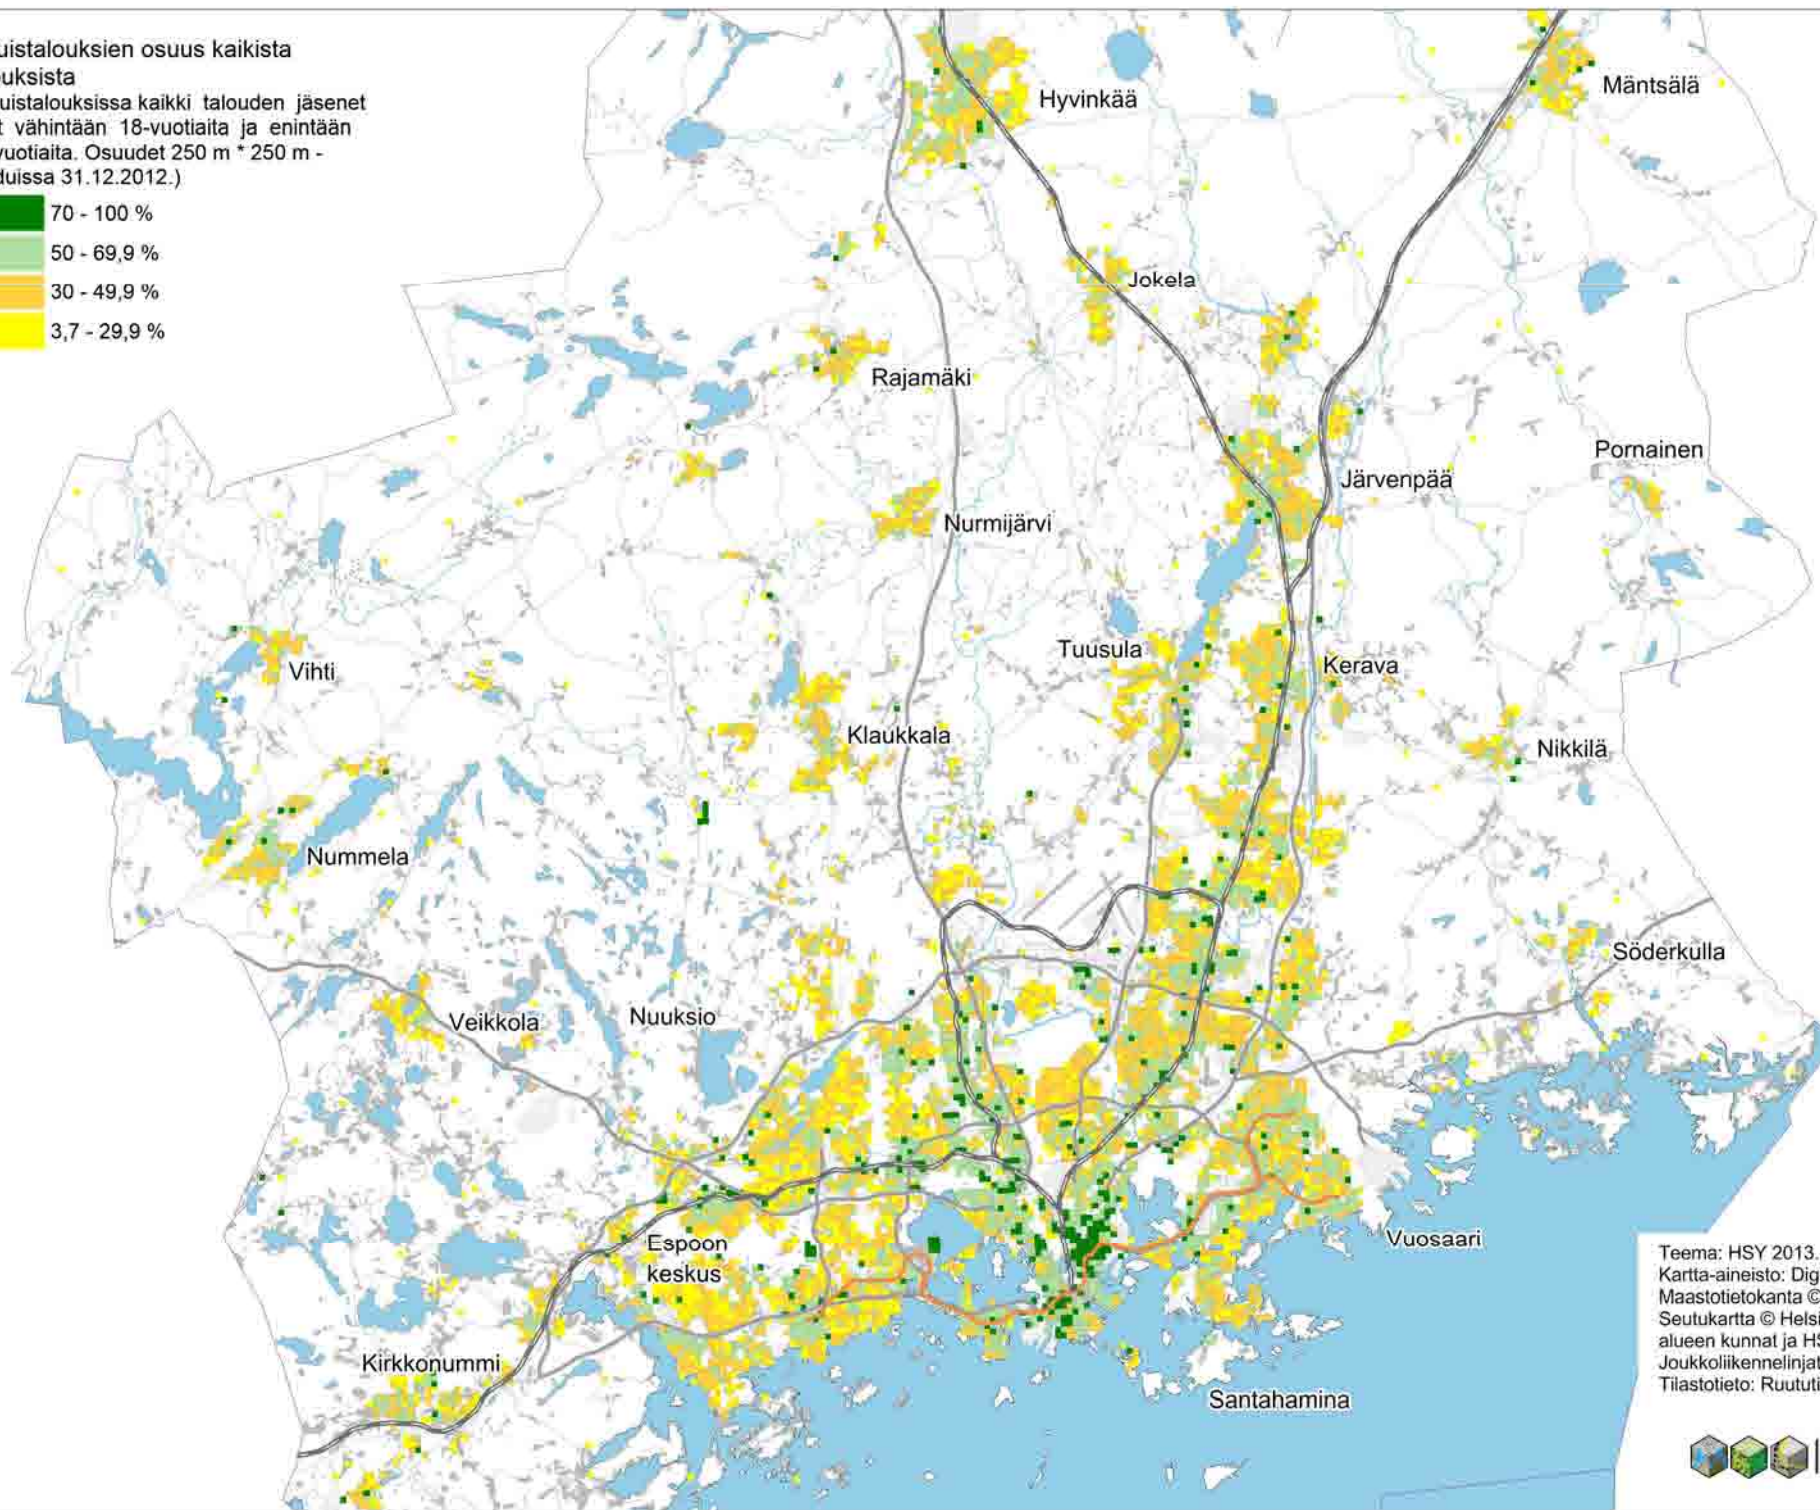 uistalouksien osuus kaikista
uksista
uistalouksissa kaikki talouden jäsenet
t vähintään 18-vuotiaita ja enintään
vuotiaita. Osuudet 250 m * 250 m -
duissa 31.12.2012.)
70 - 100 %
50 - 69,9 %
30 - 49,9 %
3,7 - 29,9 %
Hyvinkää
Mäntsälä
Jokela
Rajamäki
Pornainen
Järvenpää
Nurmijärvi
Tuusula
Kerava
Vihti
Klaukkala
Nikkilä
Nummela
Söderkulla
Veikkola
Nuuksio
Vuosaari
Espoon
keskus
Kirkkonummi
Santahamina
Teema: HSY 2013.
Kartta-aineisto: Dig
Maastotietokanta ©
Seutukartta © Helsi
alueen kunnat ja HS
Joukkoliikennelinjat
Tilastotieto: Ruututi